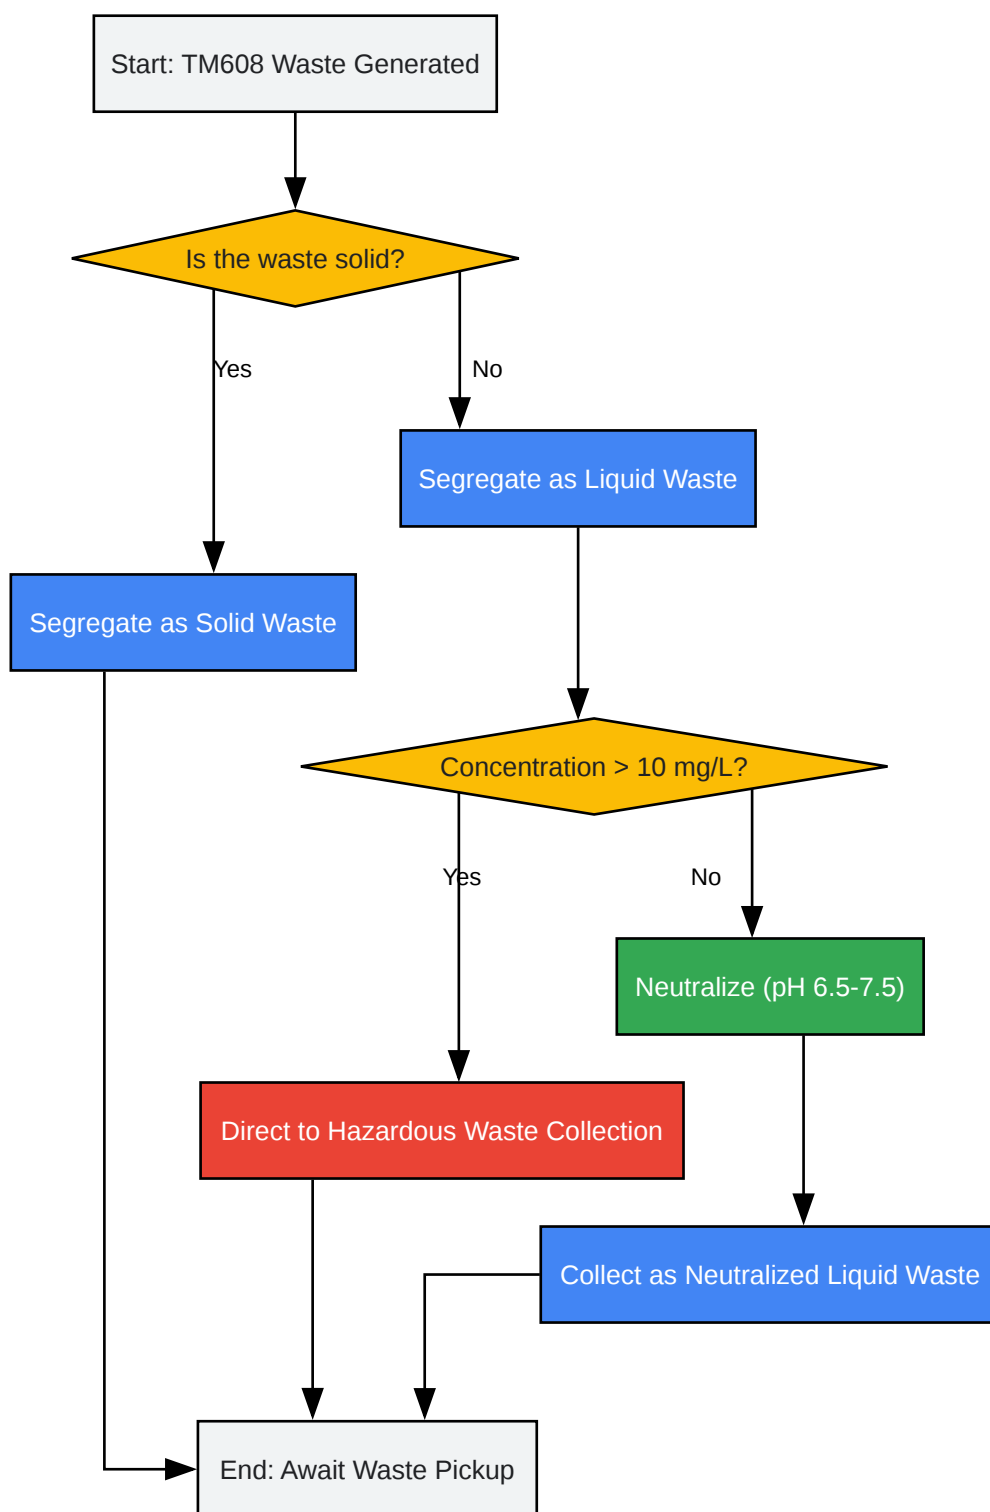 Start: TM608 Waste Generated
Is the waste solid?
Yes
No
Segregate as Liquid Waste
Segregate as Solid Waste
Concentration > 10 mg/L?
Yes
No
Neutralize (pH 6.5-7.5)
Direct to Hazardous Waste Collection
Collect as Neutralized Liquid Waste
End: Await Waste Pickup